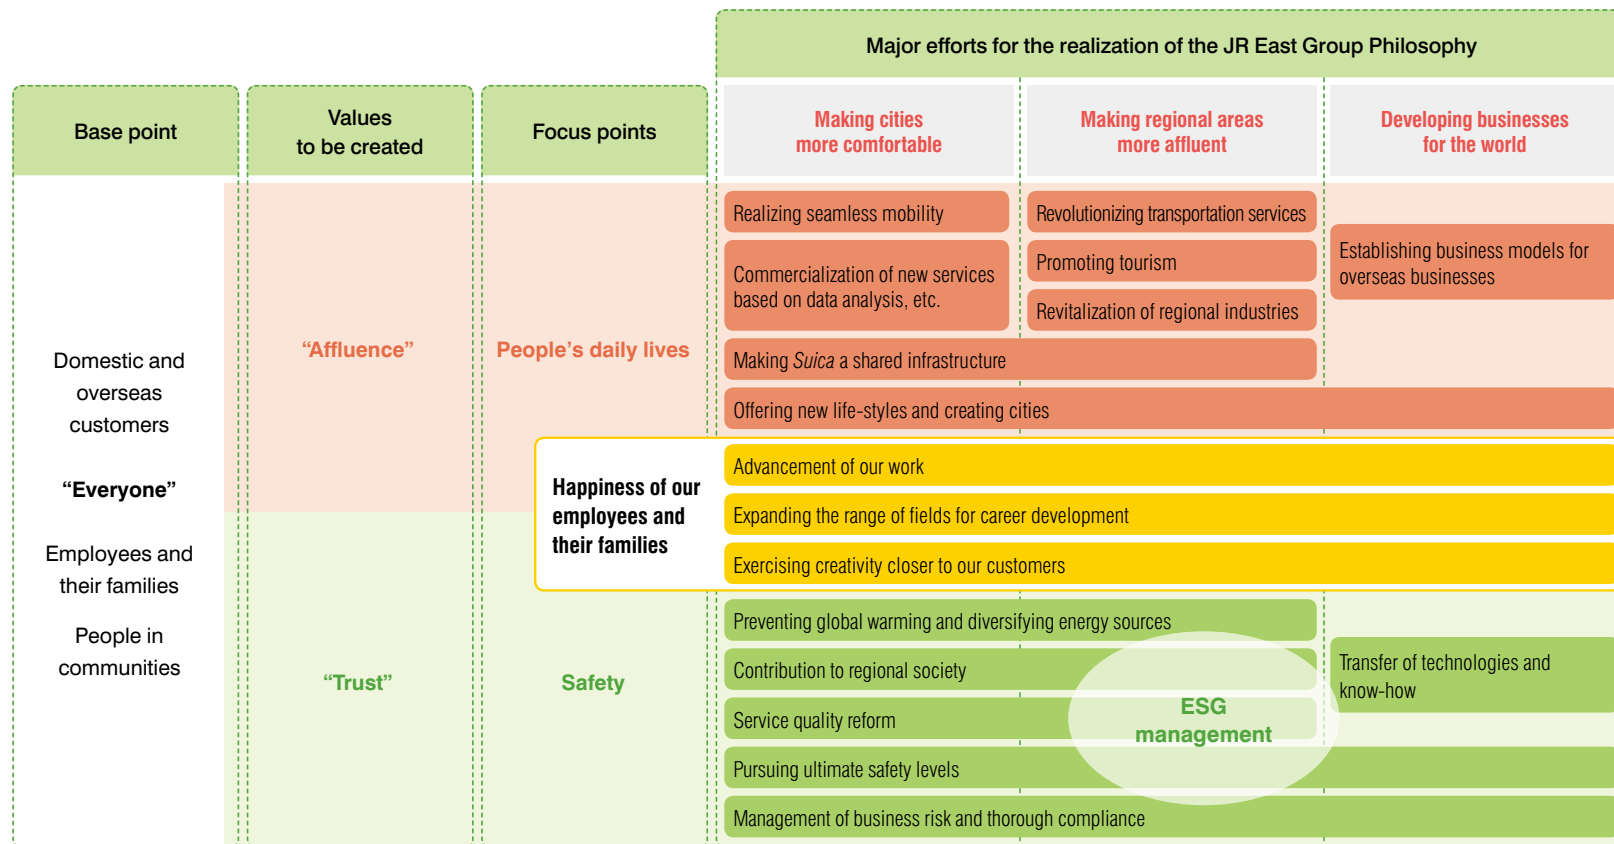 Major efforts for the realization of the JR East Group Philosophy
Base point
Values
to be created
Focus points
Making cities
more comfortable
Making regional areas
more affluent
Developing businesses
for the world
Domestic and
overseas
customers
“Everyone”
Employees and
their families
People in
communities
“Affluence”
People’s daily lives
Realizing seamless mobility
Commercialization of new services
based on data analysis, etc.
Revolutionizing transportation services
Promoting tourism
Revitalization of regional industries
Establishing business models for
overseas businesses
Making Suica a shared infrastructure
Offering new life-styles and creating cities
Happiness of our
employees and
their families
Advancement of our work
Expanding the range of fields for career development
Exercising creativity closer to our customers
“Trust”
Safety
Preventing global warming and diversifying energy sources
Contribution to regional society
Service quality reform
Pursuing ultimate safety levels
Management of business risk and thorough compliance
ESG
management
Transfer of technologies and
know-how